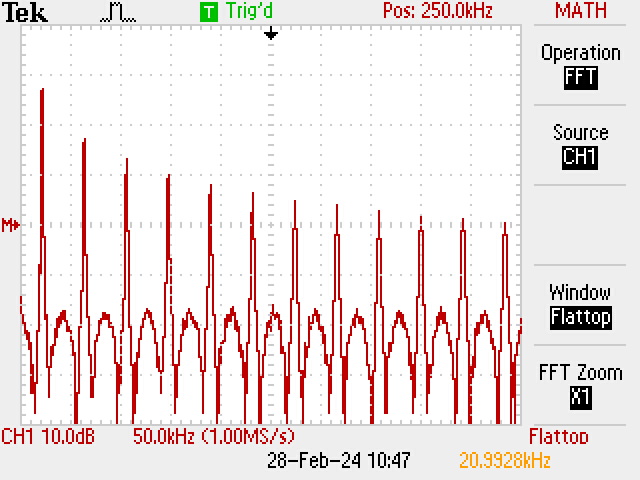 Tek T Trig'd Pos: 250.0kHz MATH
Operation
FFT
Source
CH1
M
Window
Flattop
FFT Zoom
X1
CH1 10.0dB 50.0kHz (1.00MS/s) Flattop
28-Feb-24 10:47 20.9928kHz